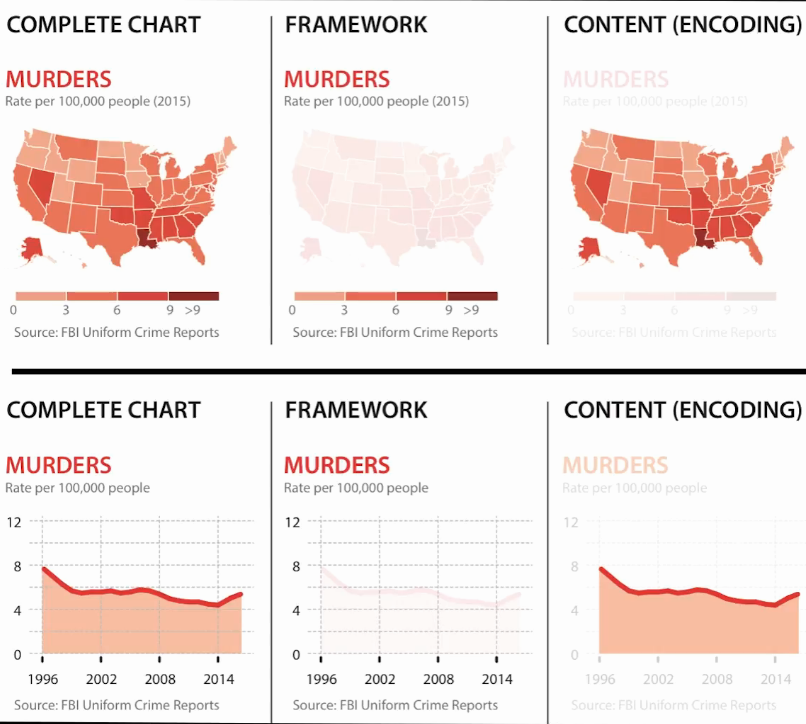 COMPLETE CHART
MURDERS
Rate per 100,000 people (2015)
0 3 6 9 >9
Source: FBI Uniform Crime Reports
FRAMEWORK
MURDERS
Rate per 100,000 people (2015)
0 3 6 9 >9
Source: FBI Uniform Crime Reports
CONTENT (ENCODING)
MURDERS
Rate per 100,000 people (2015)
0 3 6 9 >9
Source: FBI Uniform Crime Reports
COMPLETE CHART
MURDERS
Rate per 100,000 people
12
8
4
0
1996 2002 2008 2014
Source: FBI Uniform Crime Reports
FRAMEWORK
MURDERS
Rate per 100,000 people
12
8
4
0
1996 2002 2008 2014
Source: FBI Uniform Crime Reports
CONTENT (ENCODING)
MURDERS
Rate per 100,000 people
12
8
4
0
1996 2002 2008 2014
Source: FBI Uniform Crime Reports